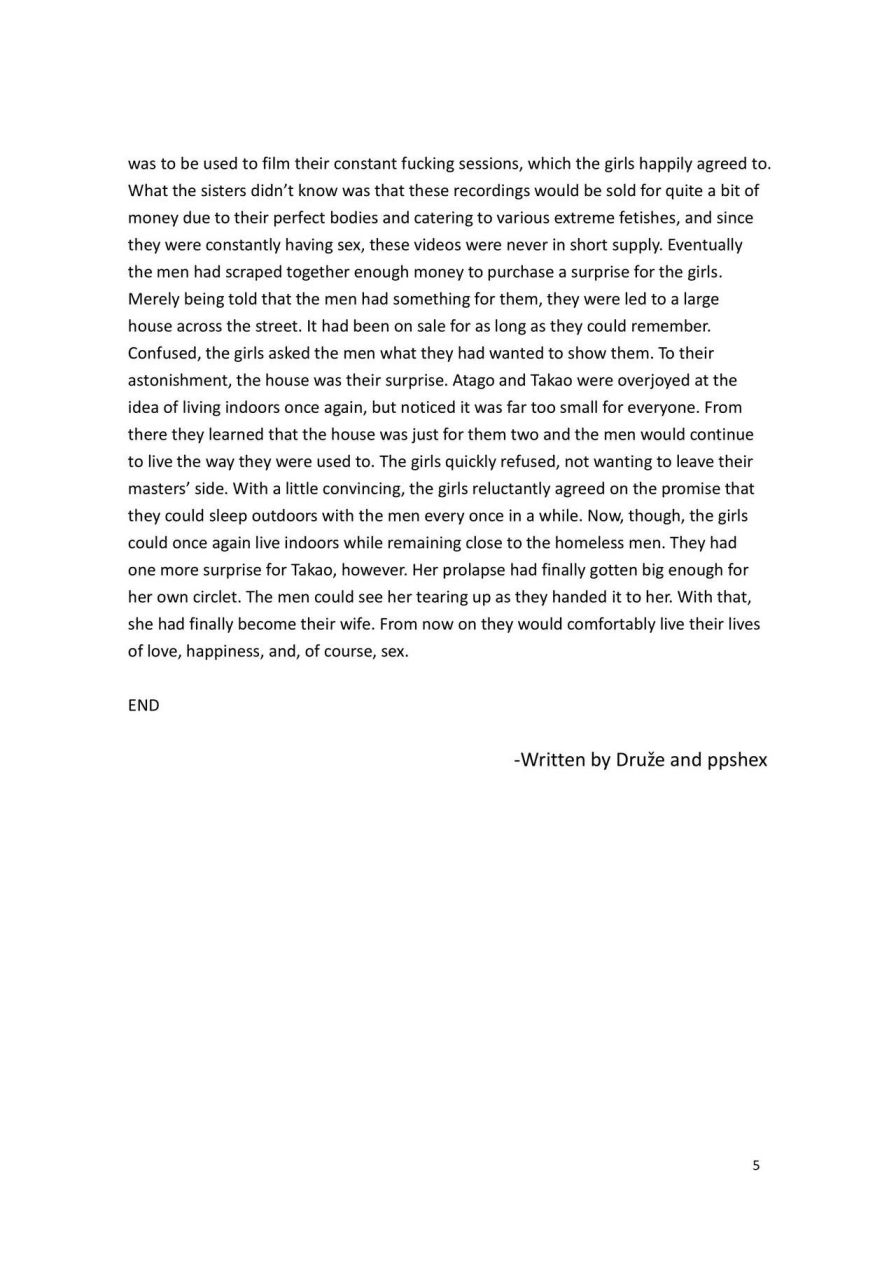 was to be used to film their constant fucking sessions, which the girls happily agreed to.
What the sisters didn’t know was that these recordings would be sold for quite a bit of
money due to their perfect bodies and catering to various extreme fetishes, and since
they were constantly having sex, these videos were never in short supply. Eventually
the men had scraped together enough money to purchase a surprise for the girls.
Merely being told that the men had something for them, they were led to a large
house across the street. It had been on sale for as long as they could remember.
Confused, the girls asked the men what they had wanted to show them. To their
astonishment, the house was their surprise. Atago and Takao were overjoyed at the
idea of living indoors once again, but noticed it was far too small for everyone. From
there they learned that the house was just for them two and the men would continue
to live the way they were used to. The girls quickly refused, not wanting to leave their
masters’ side. With a little convincing, the girls reluctantly agreed on the promise that
they could sleep outdoors with the men every once in a while. Now, though, the girls
could once again live indoors while remaining close to the homeless men. They had
one more surprise for Takao, however. Her prolapse had finally gotten big enough for
her own circlet. The men could see her tearing up as they handed it to her. With that,
she had finally become their wife. From now on they would comfortably live their lives
of love, happiness, and, of course, sex.
END
-Written by Druže and ppshex
5